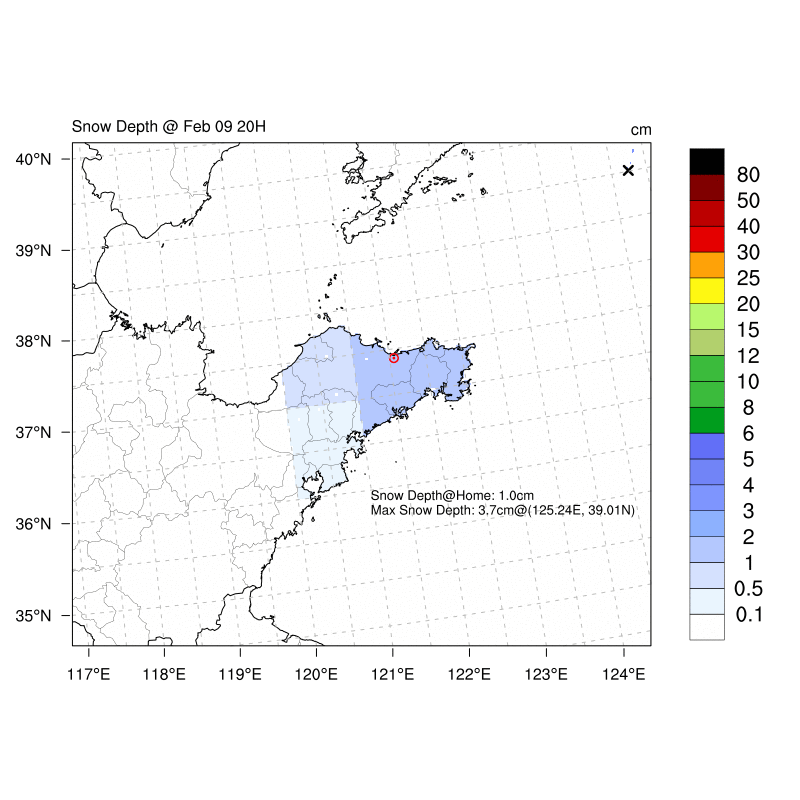 Snow Depth @ Feb 09 20H
cm
40°N
39°N
38°N
37°N
36°N
35°N
117°E 118°E 119°E 120°E 121°E 122°E 123°E 124°E
Snow Depth@Home: 1.0cm
Max Snow Depth: 3.7cm@(125.24E, 39.01N)
80
50
40
30
25
20
15
12
10
8
6
5
4
3
2
1
0.5
0.1